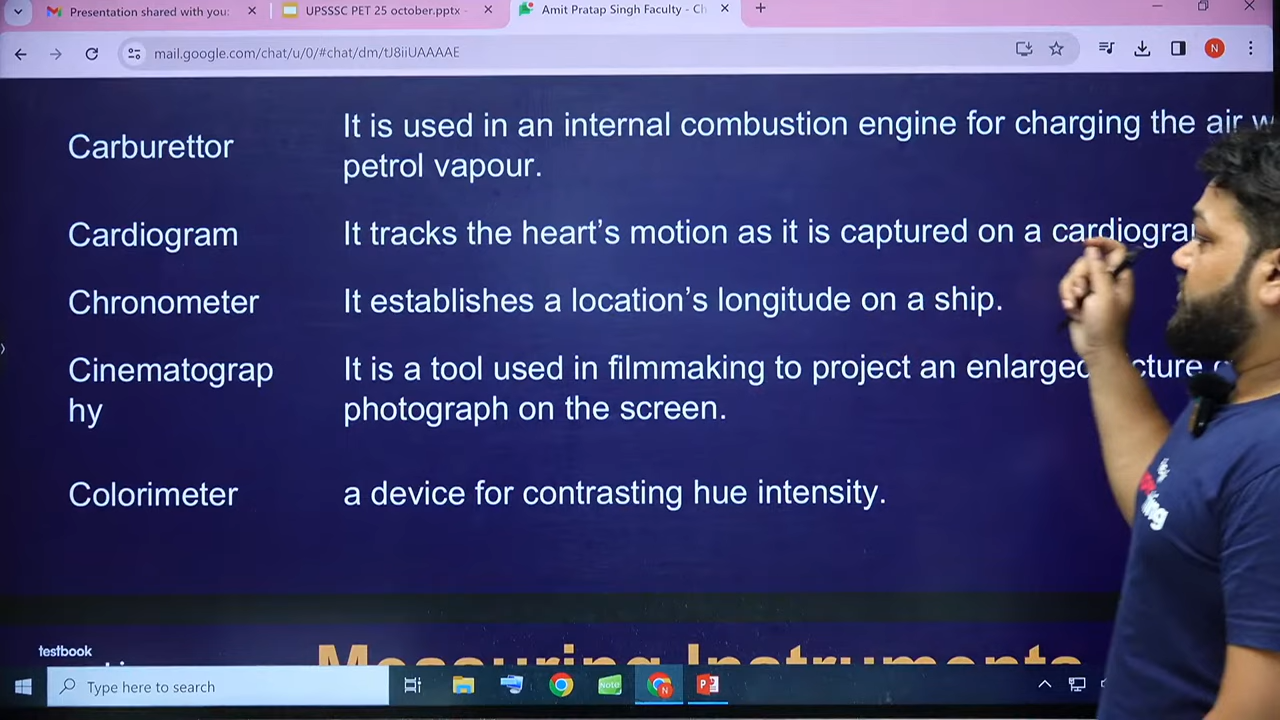 Presentation shared with you:
UPSSSC PET 25 october.pptx -
Amit Pratap Singh Faculty - Ch
mail.google.com/chat/u/0/#chat/dm/tJ8iiUAAAAE
N
Carburettor
It is used in an internal combustion engine for charging the air
petrol vapour.
Cardiogram
It tracks the heart's motion as it is captured on a
Chronometer
It establishes a location's longitude on a ship.
Cinematograp
hy
It is a tool used in filmmaking to project an enlarged
photograph on the screen.
Colorimeter
a device for contrasting hue intensity.
testbook
Measuring Instruments
Type here to search
Note
N